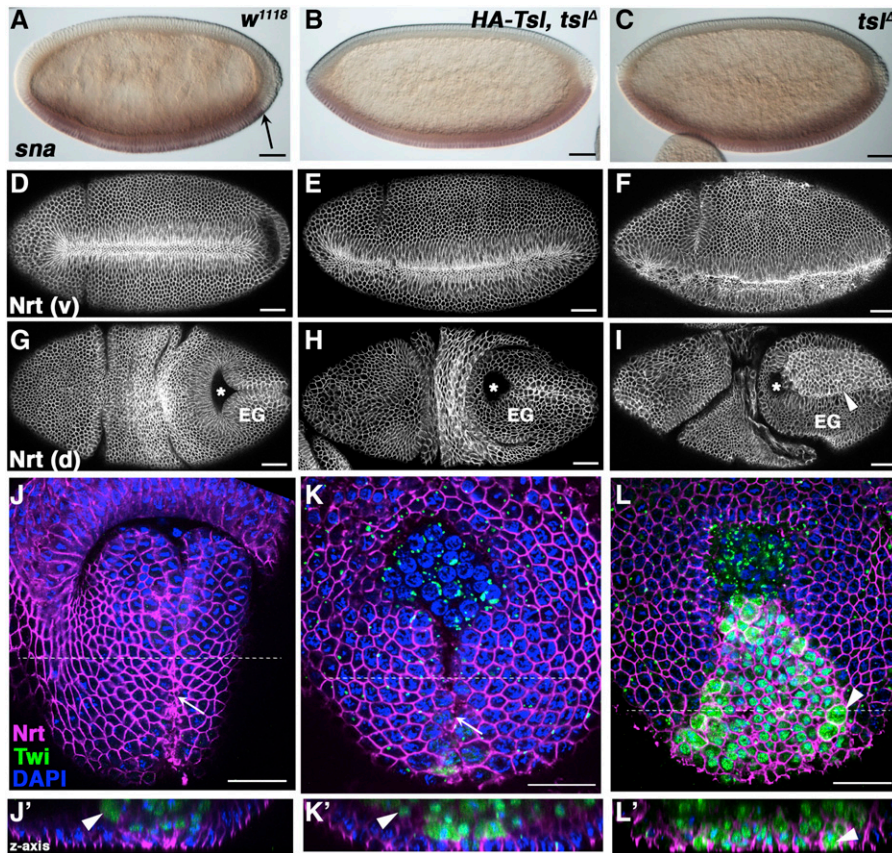 A w1118
B HA-Tsl, tslΔ
C tslΔ
sna
D
E
F
Nrt (v)
G
*
EG
H
*
EG
I
*
EG
Nrt (d)
J
K
L
Nrt
Twi
DAPI
J'
z-axis
K'
L'